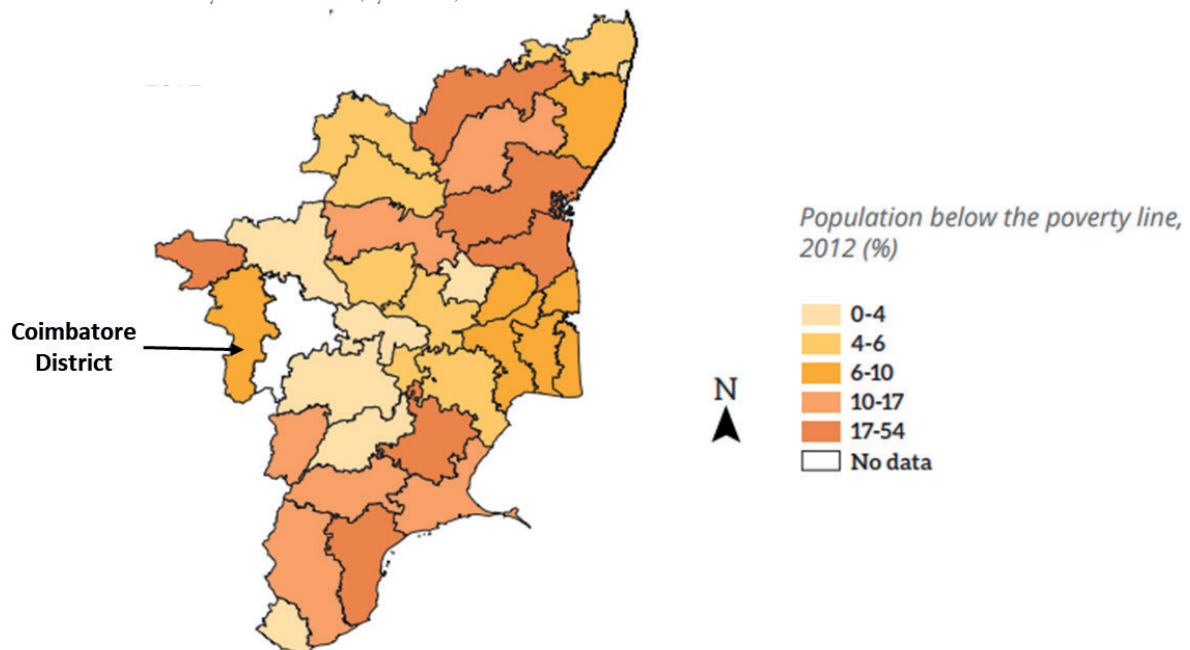 Population below the poverty line,
2012 (%)
0-4
4-6
6-10
10-17
17-54
No data
N
Coimbatore
District